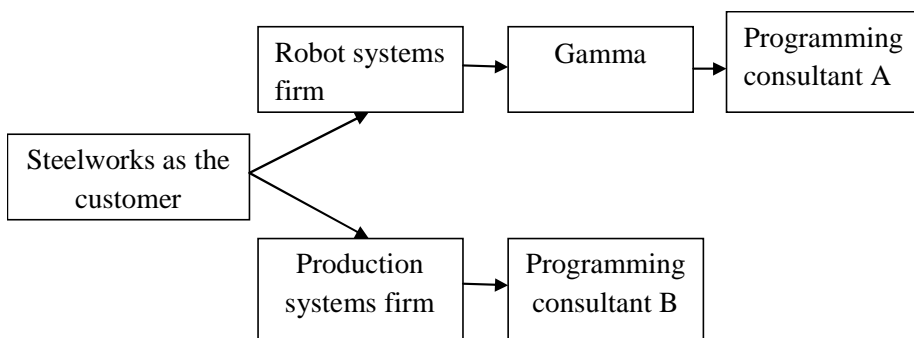 Robot systems
firm
Gamma
Programming
consultant A
Steelworks as the
customer
Production
systems firm
Programming
consultant B